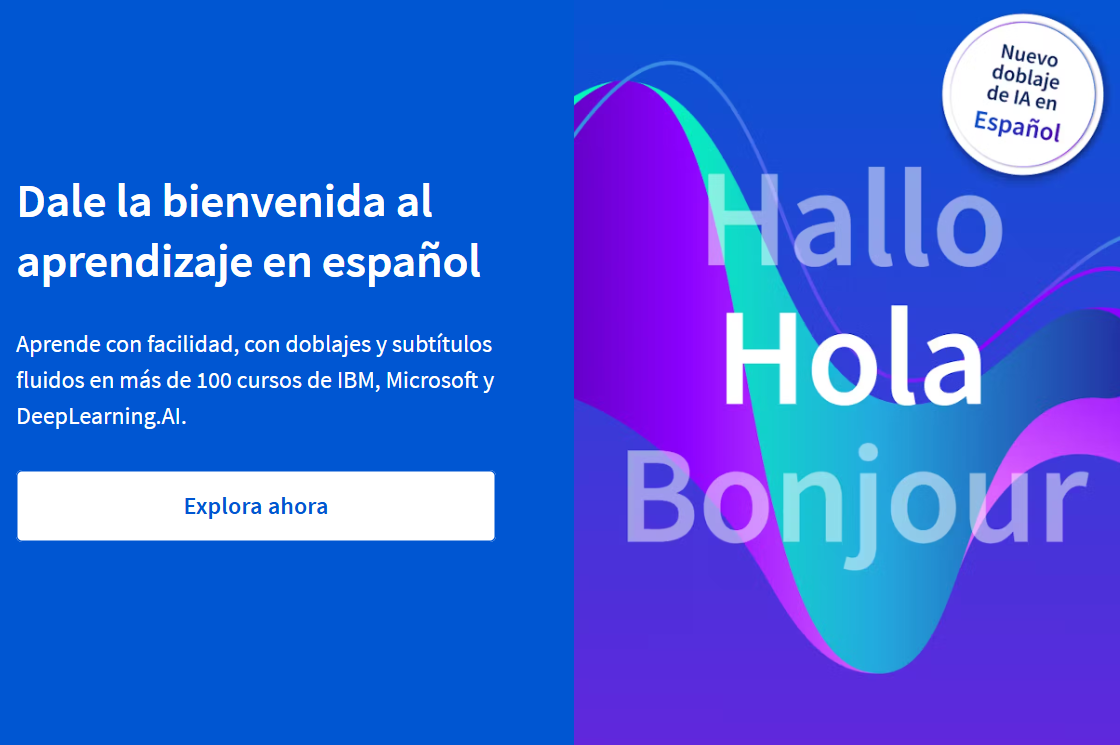 Dale la bienvenida al
aprendizaje en español
Aprende con facilidad, con doblajes y subtítulos
fluidos en más de 100 cursos de IBM, Microsoft y
DeepLearning.AI.
Explora ahora
Nuevo
doblaje
de IA en
Español
Hallo
Hola
Bonjour